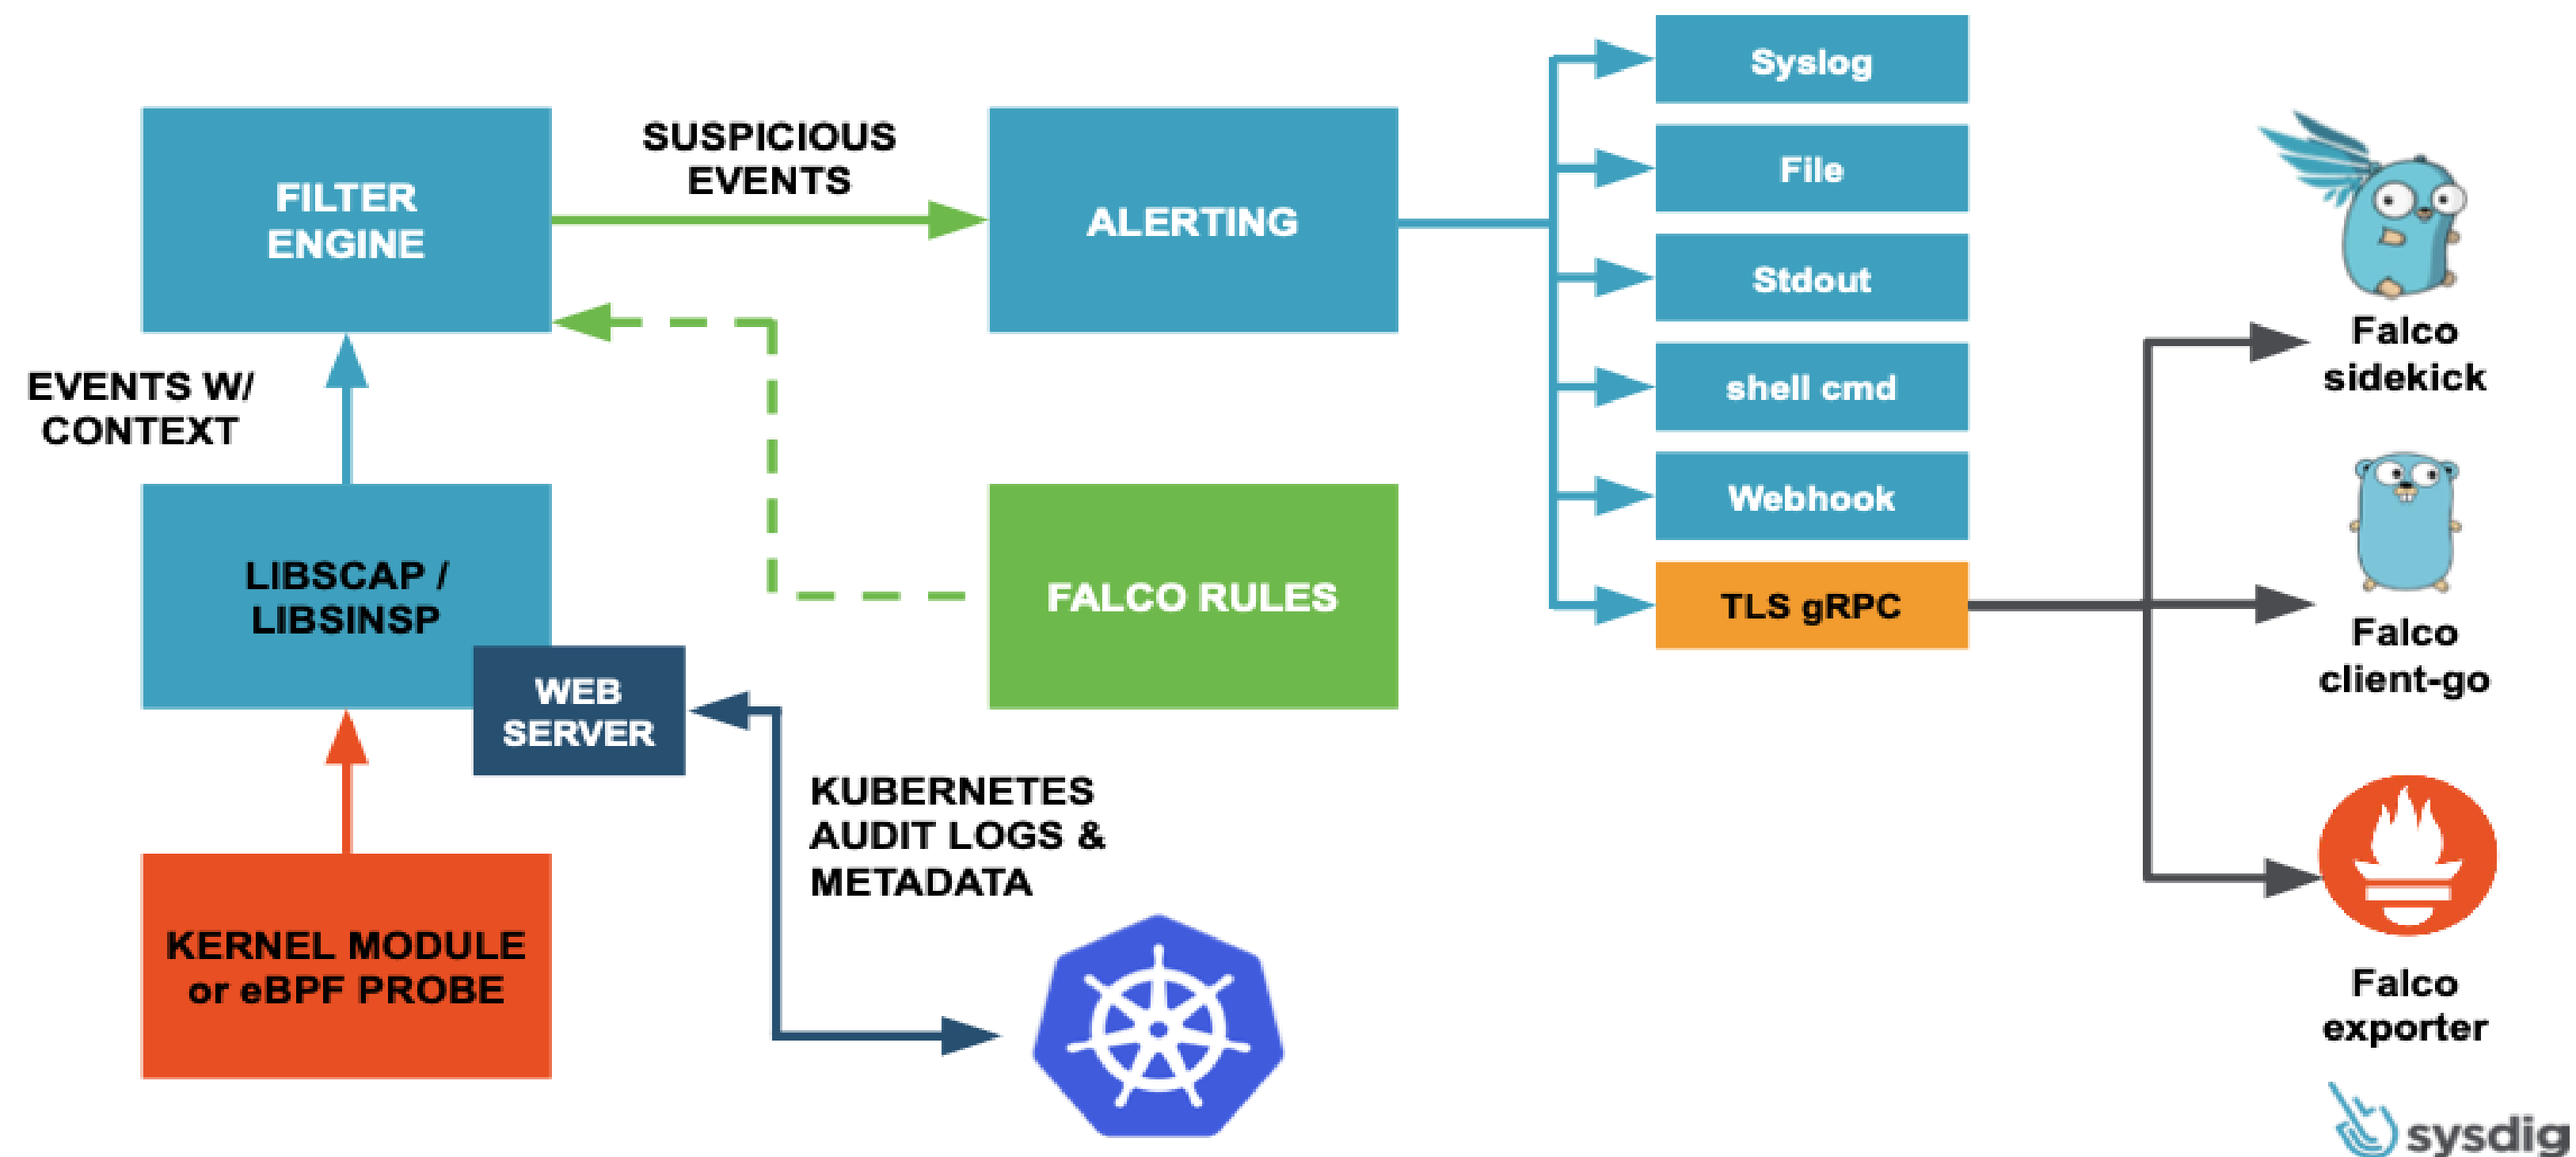 FILTER
ENGINE
SUSPICIOUS
EVENTS
ALERTING
Syslog
File
Stdout
shell cmd
Webhook
TLS gRPC
Falco
sidekick
Falco
client-go
Falco
exporter
EVENTS W/
CONTEXT
LIBSCAP /
LIBSINSP
WEB
SERVER
FALCO RULES
KUBERNETES
AUDIT LOGS &
METADATA
KERNEL MODULE
or eBPF PROBE
sysdig